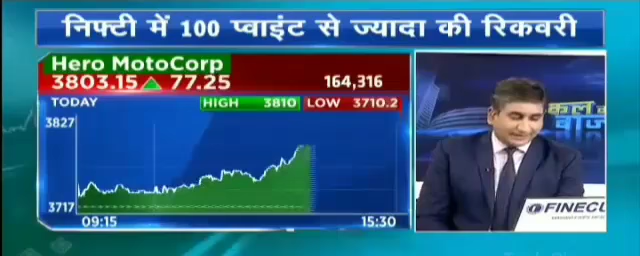 निफ्टी में 100 प्वाइंट से ज्यादा की रिकवरी
Hero MotoCorp
3803.15 77.25 164,316
TODAY HIGH 3810 LOW 3710.2
3827
3717
09:15 15:30
कल